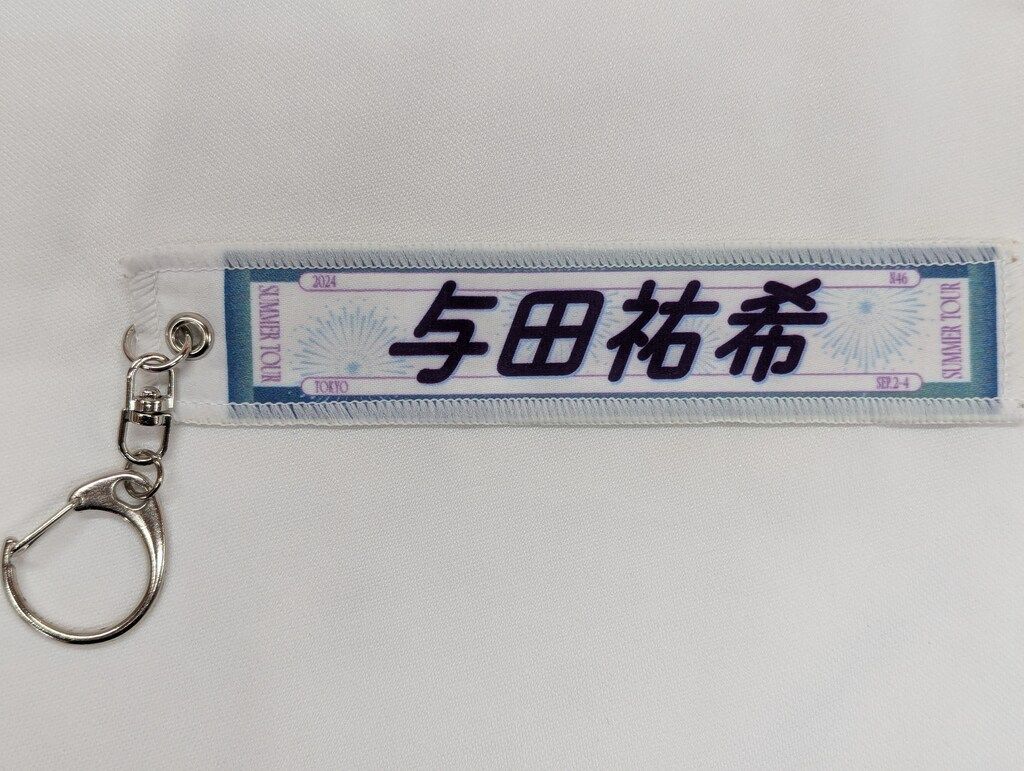 2024
N46
SUMMER TOUR
与田祐希
SUMMER TOUR
TOKYO
SEP.2-4